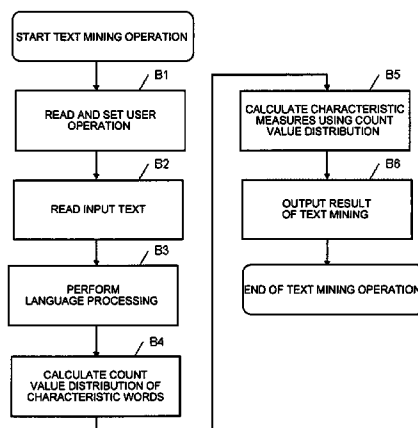 START TEXT MINING OPERATION
B1
READ AND SET USER
OPERATION
B2
READ INPUT TEXT
B3
PERFORM
LANGUAGE PROCESSING
B4
CALCULATE COUNT
VALUE DISTRIBUTION OF
CHARACTERISTIC WORDS
B5
CALCULATE CHARACTERISTIC
MEASURES USING COUNT
VALUE DISTRIBUTION
B6
OUTPUT RESULT
OF TEXT MINING
END OF TEXT MINING OPERATION